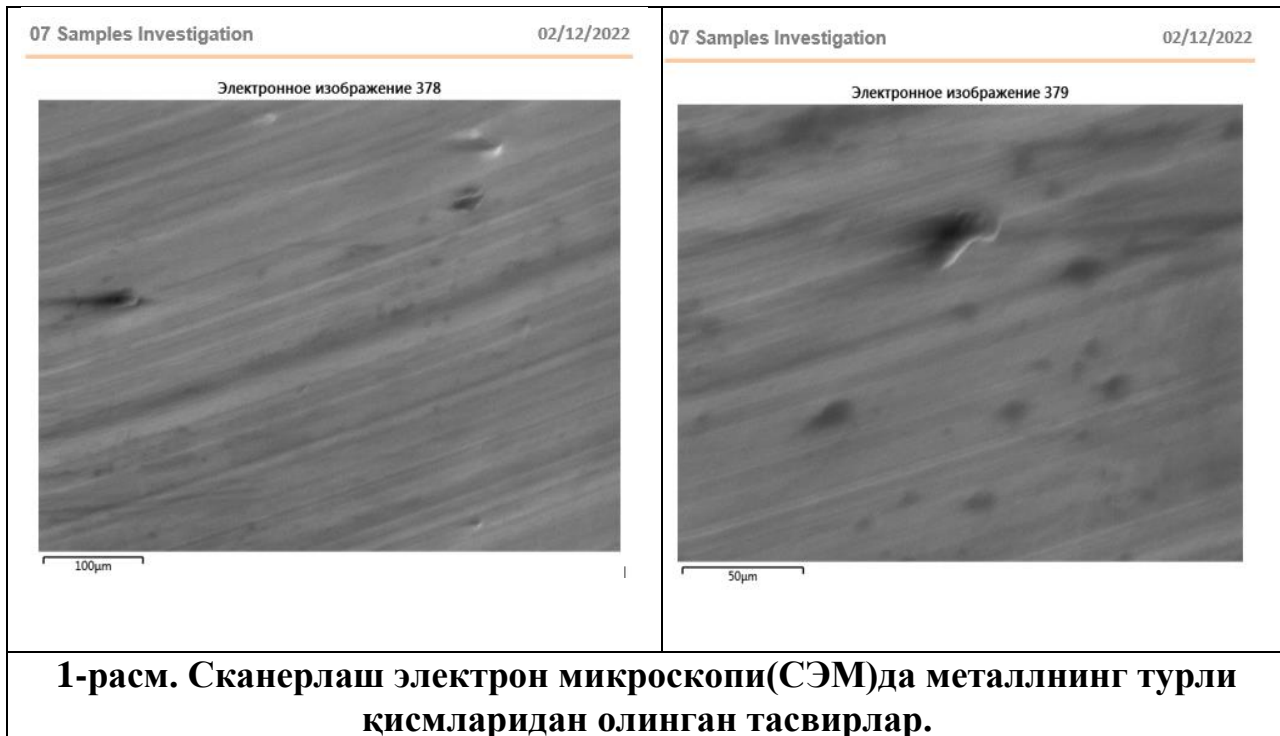 07 Samples Investigation
02/12/2022
Электронное изображение 378
100µm
07 Samples Investigation
02/12/2022
Электронное изображение 379
50µm
1-расм. Сканерлаш электрон микроскопи(СЭМ)да металлнинг турли
қисмларидан олинган тасвирлар.